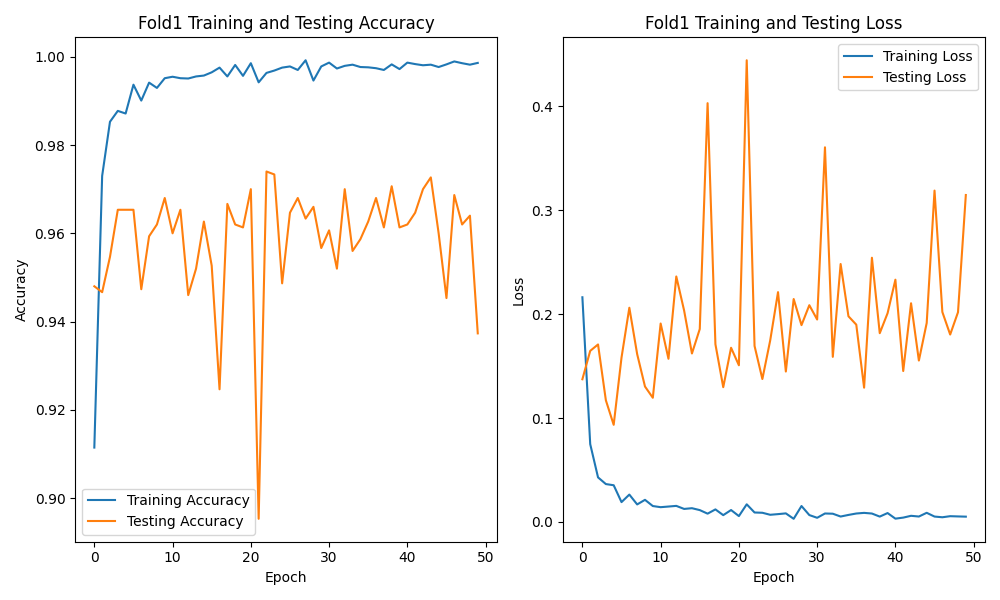 Fold1 Training and Testing Accuracy
1.00
0.98
0.96
0.94
0.92
0.90
Accuracy
Training Accuracy
Testing Accuracy
0 10 20 30 40 50
Epoch
Fold1 Training and Testing Loss
Training Loss
Testing Loss
0.4
0.3
0.2
0.1
0.0
Loss
0 10 20 30 40 50
Epoch